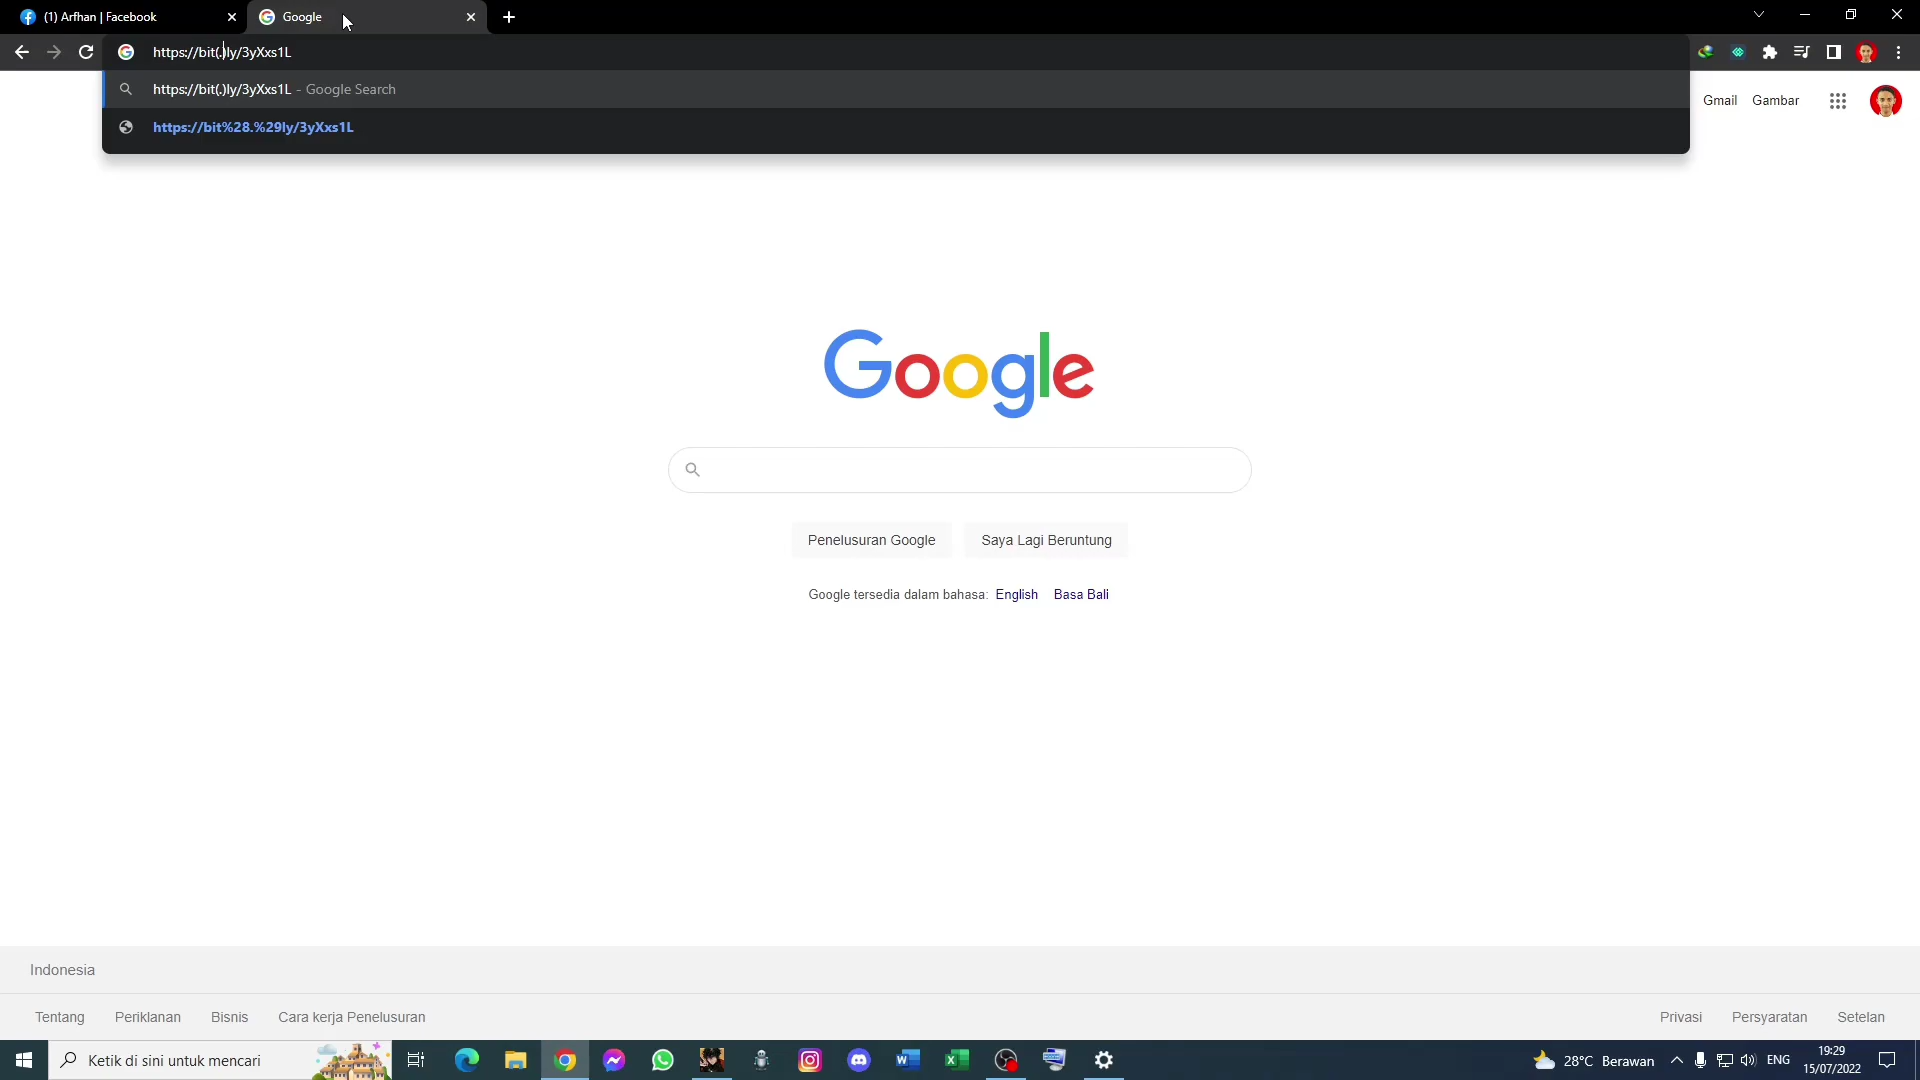 (1) Arfhan | Facebook
Google
https://bit(.)ly/3yXxs1L
https://bit(.)ly/3yXxs1L - Google Search
https://bit%28.%29ly/3yXxs1L
Gmail Gambar
Google
Penelusuran Google Saya Lagi Beruntung
Google tersedia dalam bahasa: English Basa Bali
Indonesia
Tentang Periklanan Bisnis Cara kerja Penelusuran
Privasi Persyaratan Setelan
Ketik di sini untuk mencari
28°C Berawan
ENG
19:29
15/07/2022